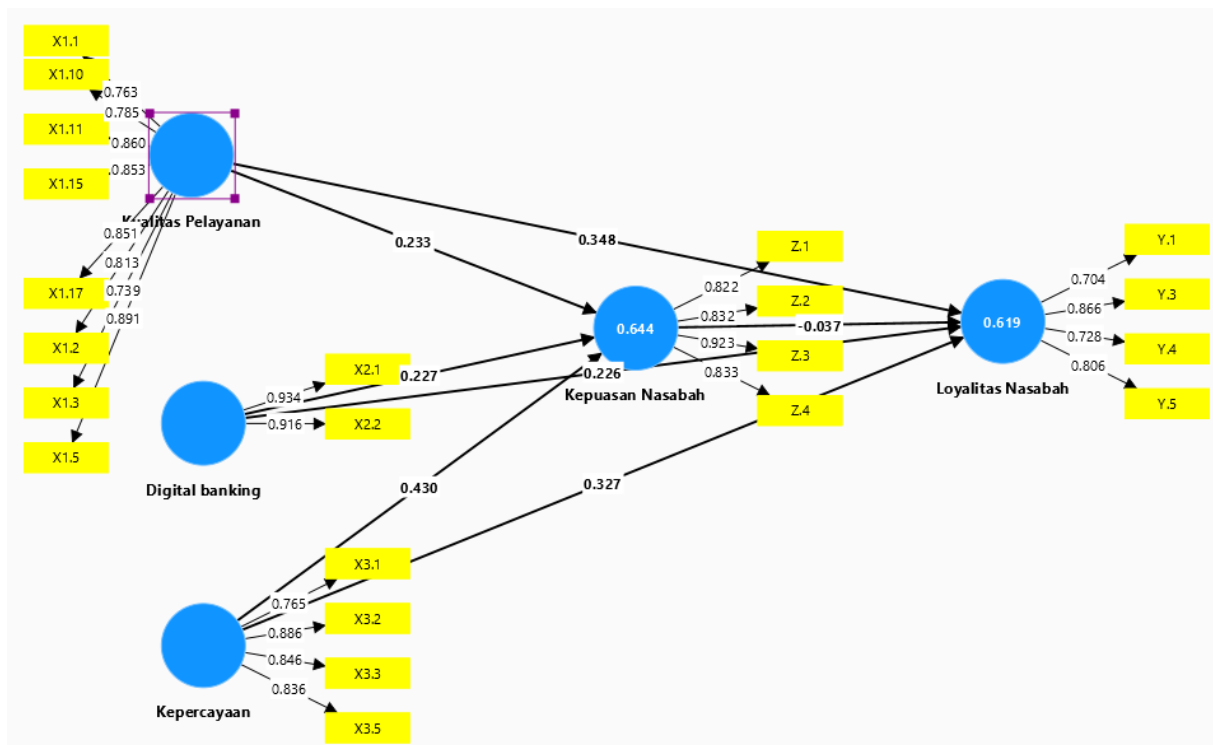 X1.1
X1.10
0.763
0.785
X1.11
0.860
0.853
X1.15
Kualitas Pelayanan
0.851
0.813
X1.17
0.739
0.891
X1.2
X1.3
X1.5
0.348
0.233
Z.1
0.822
Z.2
0.832
0.644
-0.037
0.923
Z.3
0.833
Z.4
Kepuasan Nasabah
Y.1
0.704
Y.3
0.866
0.619
0.728
Y.4
0.806
Y.5
Loyalitas Nasabah
X2.1
0.227
0.226
0.934
0.916
X2.2
Digital banking
0.430
0.327
X3.1
0.765
X3.2
0.886
X3.3
0.846
0.836
X3.5
Kepercayaan